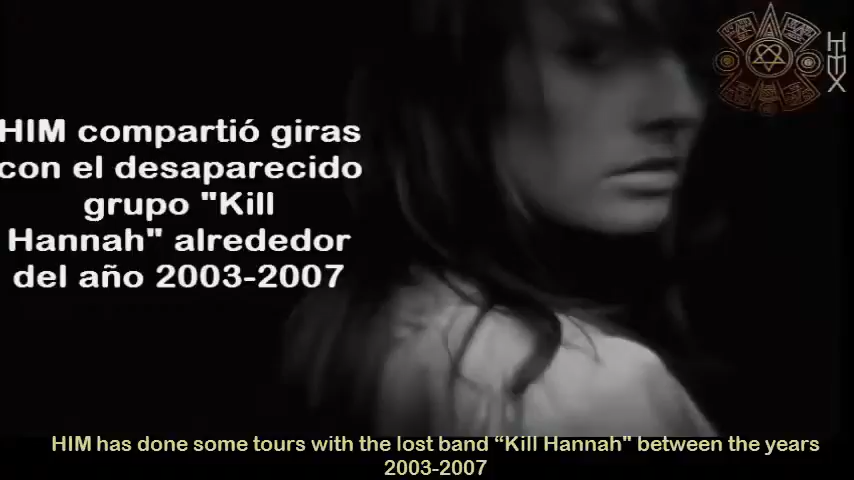 HIM compartió giras
con el desaparecido
grupo "Kill
Hannah" alrededor
del año 2003-2007
HTMX
HIM has done some tours with the lost band “Kill Hannah" between the years
2003-2007